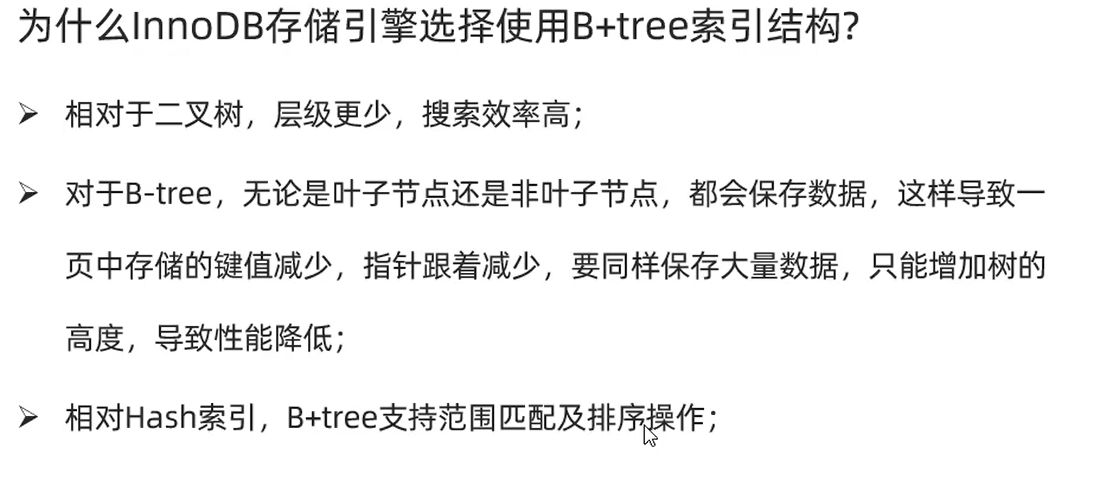 为什么InnoDB存储引擎选择使用B+tree索引结构?
➢ 相对于二叉树，层级更少，搜索效率高；
➢ 对于B-tree，无论是叶子节点还是非叶子节点，都会保存数据，这样导致一
页中存储的键值减少，指针跟着减少，要同样保存大量数据，只能增加树的
高度，导致性能降低；
➢ 相对Hash索引，B+tree支持范围匹配及排序操作；